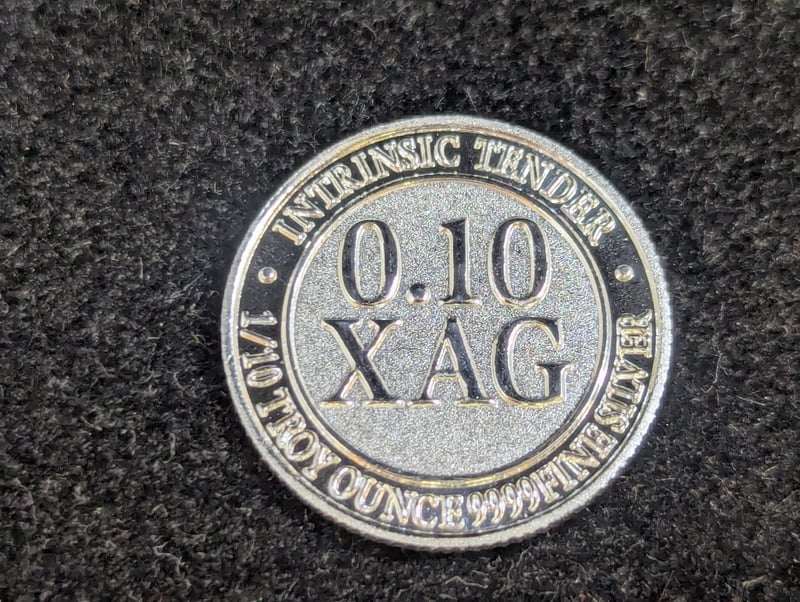 INTRINSIC TENDER
0.10
XAG
1/10 TROY OUNCE 9999 FINE SILVER